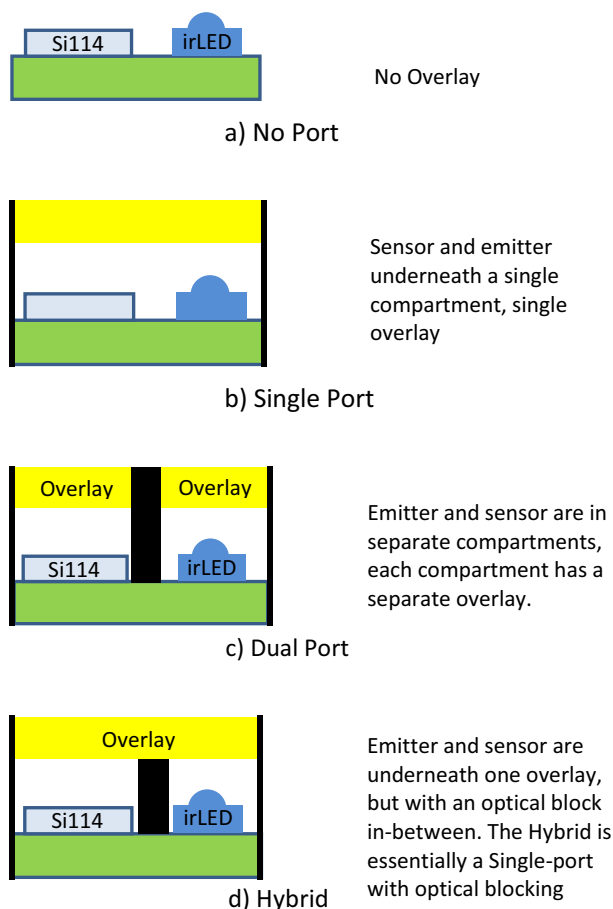 Si114
irLED
No Overlay
a) No Port
Sensor and emitter
underneath a single
compartment, single
overlay
b) Single Port
Overlay
Overlay
Si114
irLED
Emitter and sensor are in
separate compartments,
each compartment has a
separate overlay.
c) Dual Port
Overlay
Si114
irLED
Emitter and sensor are
underneath one overlay,
but with an optical block
in-between. The Hybrid is
essentially a Single-port
with optical blocking
d) Hybrid